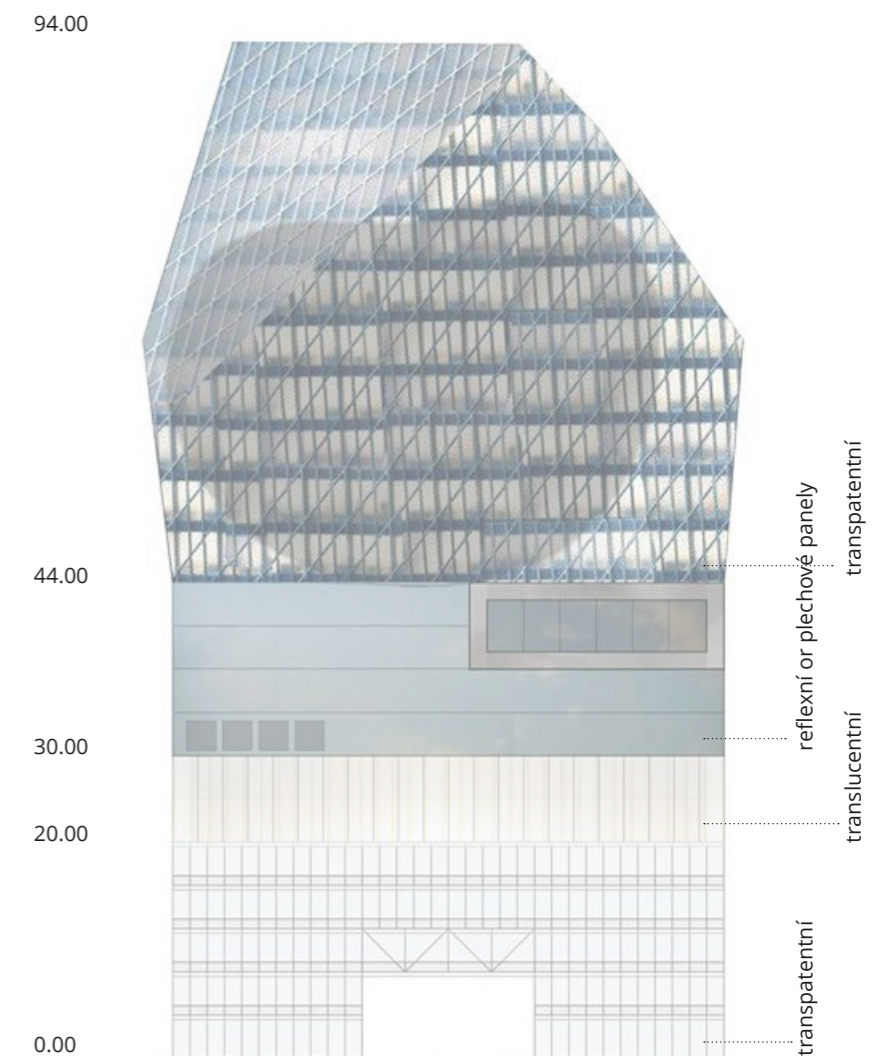 94.00
44.00
30.00
20.00
0.00
transpatentní
reflexní or plechové panely
translucentní
transpatentní